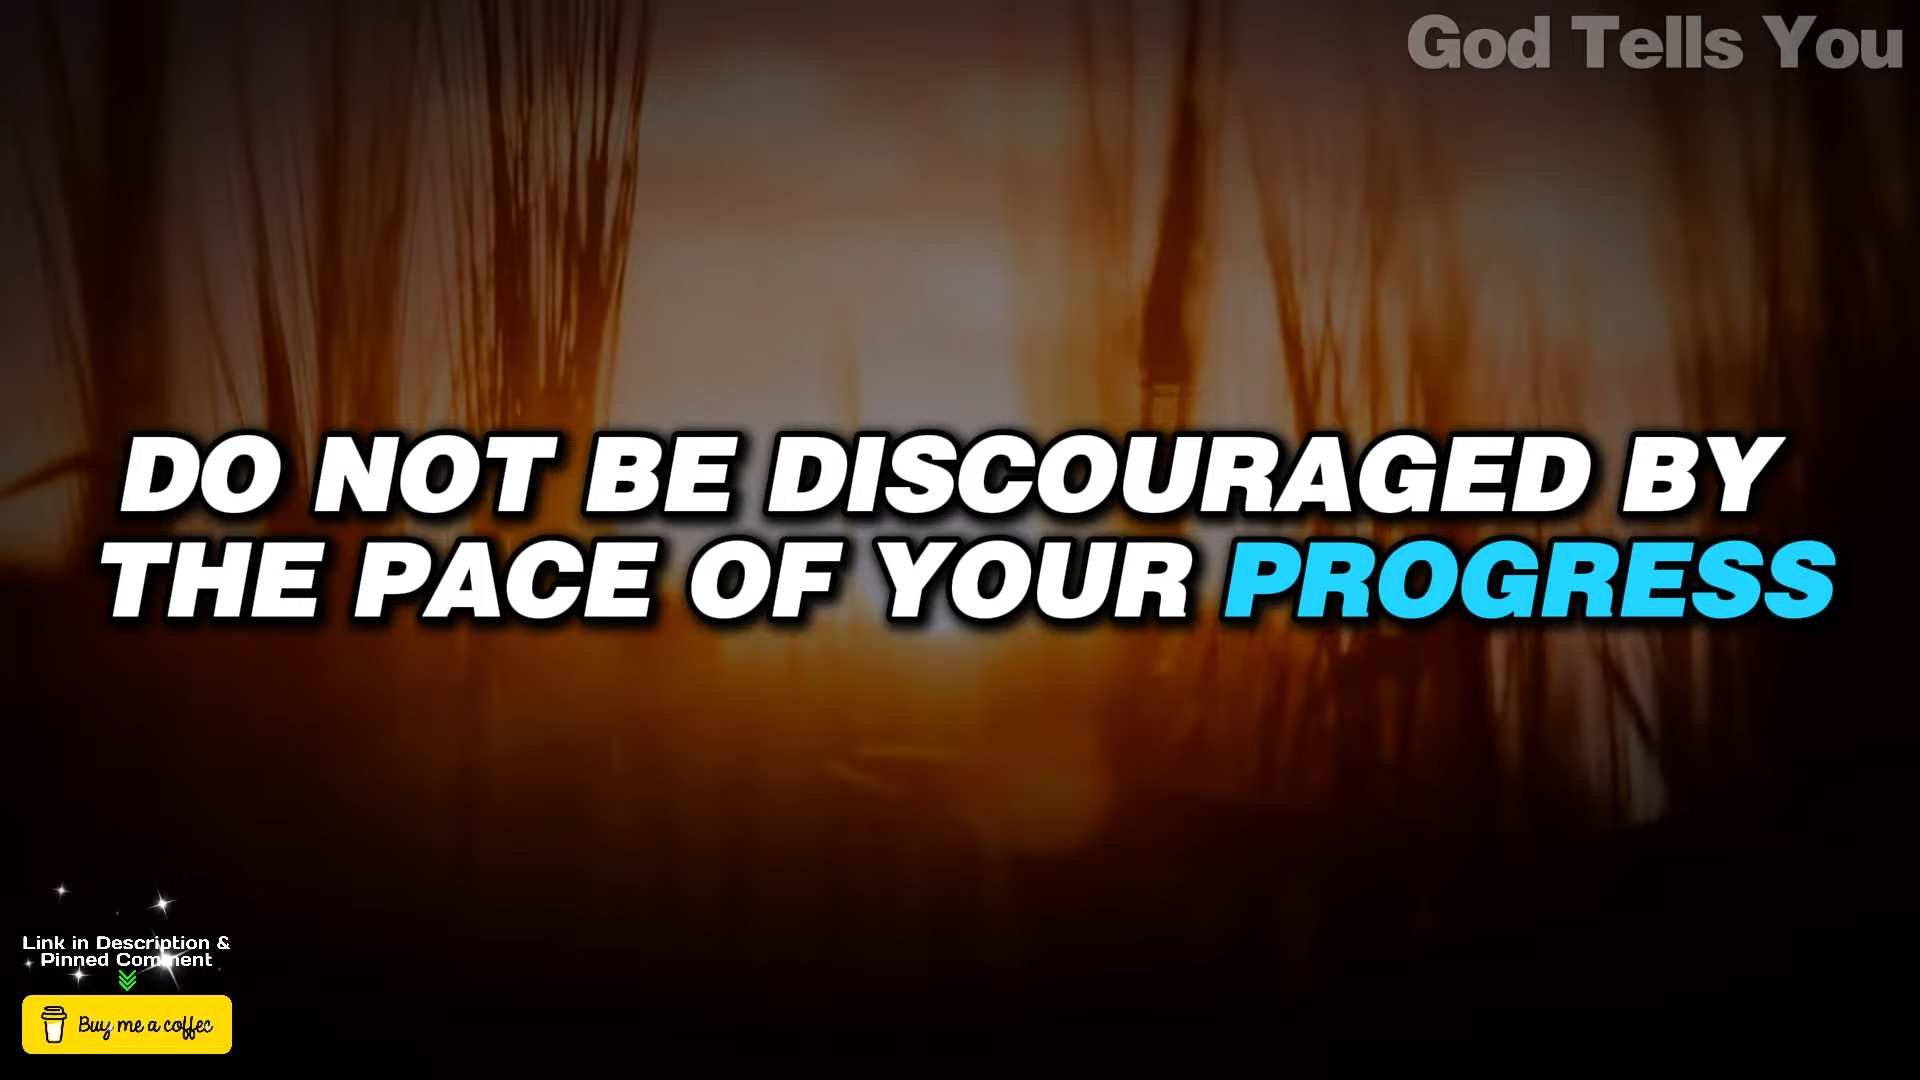 God Tells You
DO NOT BE DISCOURAGED BY
THE PACE OF YOUR PROGRESS
Link in Description &
Pinned Comment
Buy me a coffee